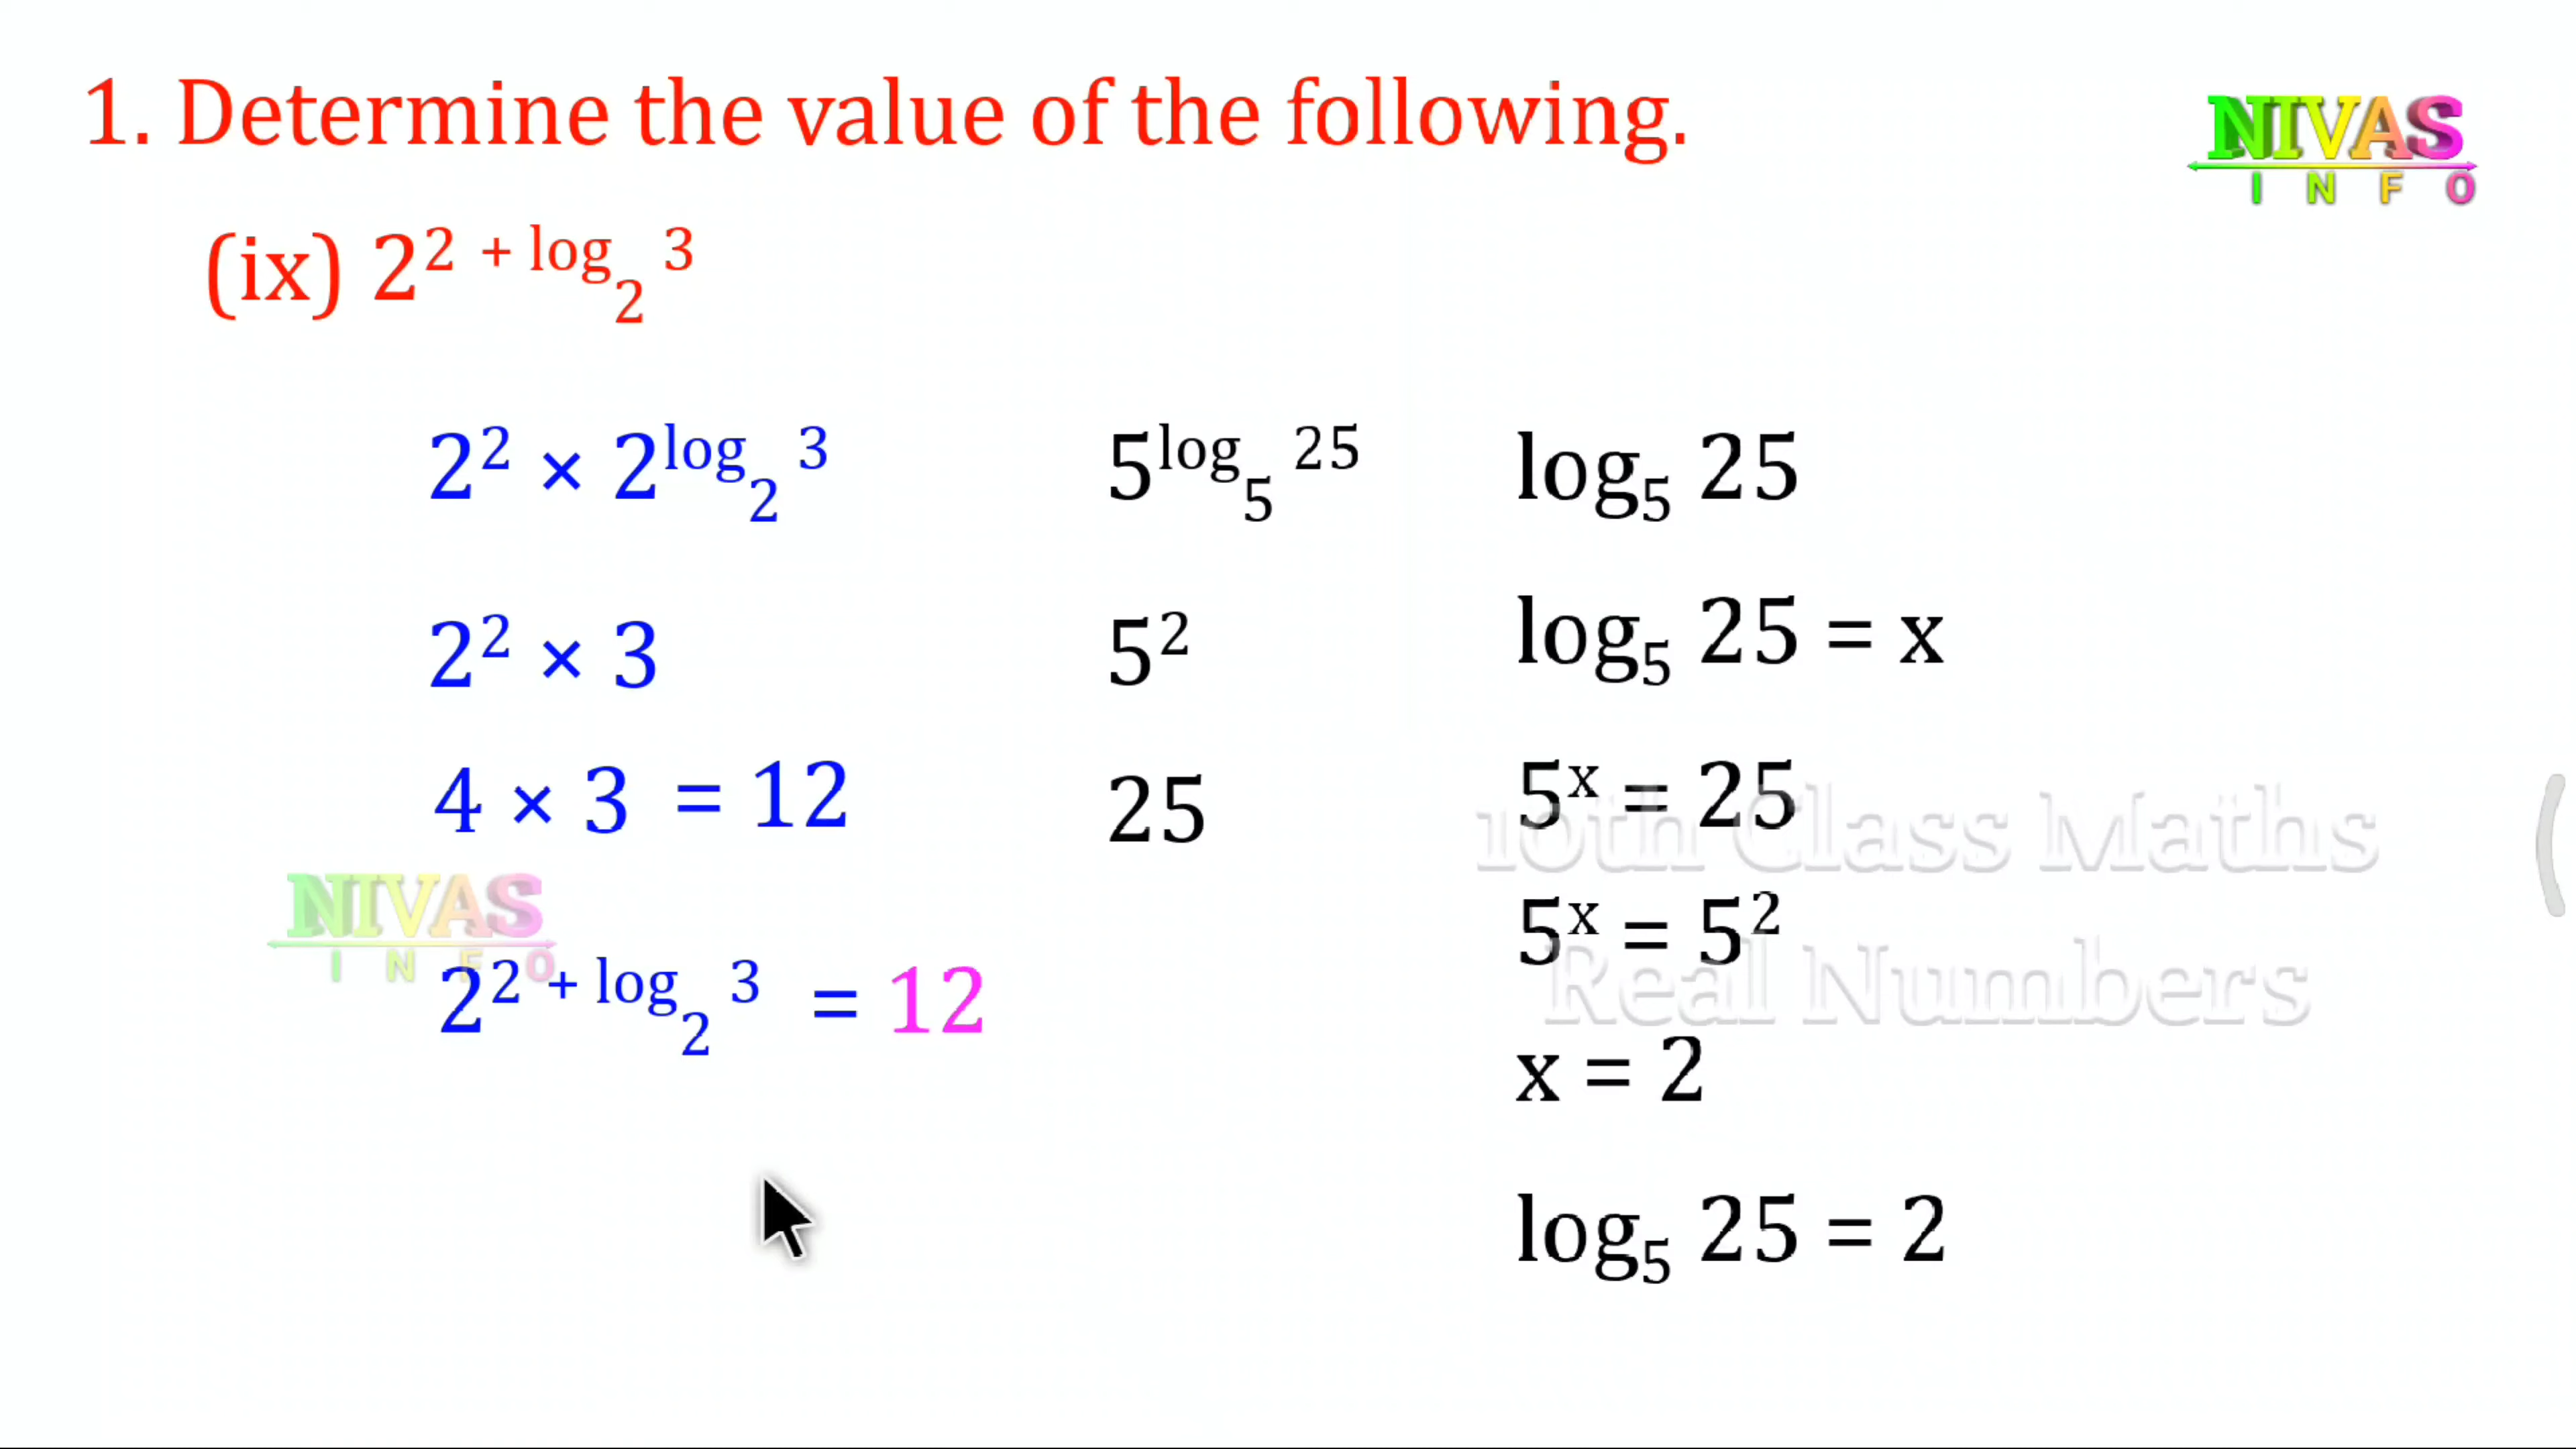 1. Determine the value of the following.
NIVAS
I N F O
(ix) 2^{2 + log_2 3}
2^2 × 2^{log_2 3}
2^2 × 3
4 × 3 = 12
NIVAS
I N F O
2^{2 + log_2 3} = 12
5^{log_5 25}
5^2
25
log_5 25
log_5 25 = x
5^x = 25
10th Class Maths
5^x = 5^2
Real Numbers
x = 2
log_5 25 = 2
(